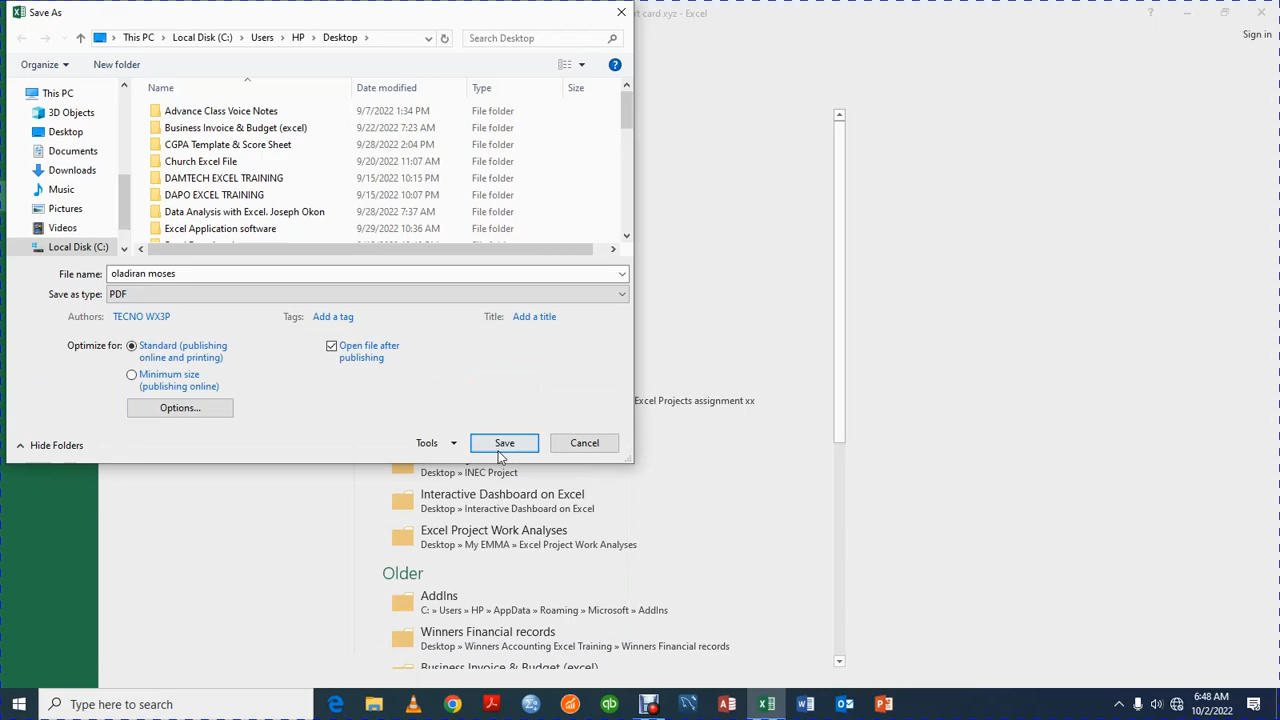 Save As
rt card xyz - Excel
Sign in
This PC
Local Disk (C:)
Users
HP
Desktop
Search Desktop
Organize
New folder
Name
Date modified
Type
Size
This PC
3D Objects
Desktop
Documents
Downloads
Music
Pictures
Videos
Local Disk (C:)
Advance Class Voice Notes 9/7/2022 1:34 PM File folder
Business Invoice & Budget (excel) 9/22/2022 7:23 AM File folder
CGPA Template & Score Sheet 9/28/2022 2:04 PM File folder
Church Excel File 9/20/2022 11:07 AM File folder
DAMTECH EXCEL TRAINING 9/15/2022 10:15 PM File folder
DAPO EXCEL TRAINING 9/15/2022 10:07 PM File folder
Data Analysis with Excel. Joseph Okon 9/28/2022 7:37 AM File folder
Excel Application software 9/29/2022 10:36 AM File folder
File name: oladiran moses
Save as type: PDF
Authors: TECNO WX3P
Tags: Add a tag
Title: Add a title
Optimize for: Standard (publishing
online and printing)
Minimum size
(publishing online)
Open file after
publishing
Options...
Hide Folders
Tools
Save
Cancel
Excel Projects assignment xx
Desktop » INEC Project
Interactive Dashboard on Excel
Desktop » Interactive Dashboard on Excel
Excel Project Work Analyses
Desktop » My EMMA » Excel Project Work Analyses
Older
AddIns
C: » Users » HP » AppData » Roaming » Microsoft » AddIns
Winners Financial records
Desktop » Winners Accounting Excel Training » Winners Financial records
Business Invoice & Budget (excel)
Type here to search
6:48 AM
10/2/2022